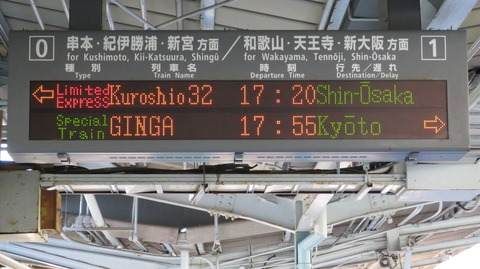 0 串本・紀伊勝浦・新宮 方面 / 和歌山・天王寺・新大阪 方面 1
for Kushimoto, Kii-Katsuura, Shingū for Wakayama, Tennōji, Shin-Ōsaka
種別 列車名 時刻 行先/遅れ
Type Train Name Departure Time Destination/Delay
← Limited Express Kuroshio 32 17:20 Shin-Ōsaka
Special Train GINGA 17:55 Kyōto →